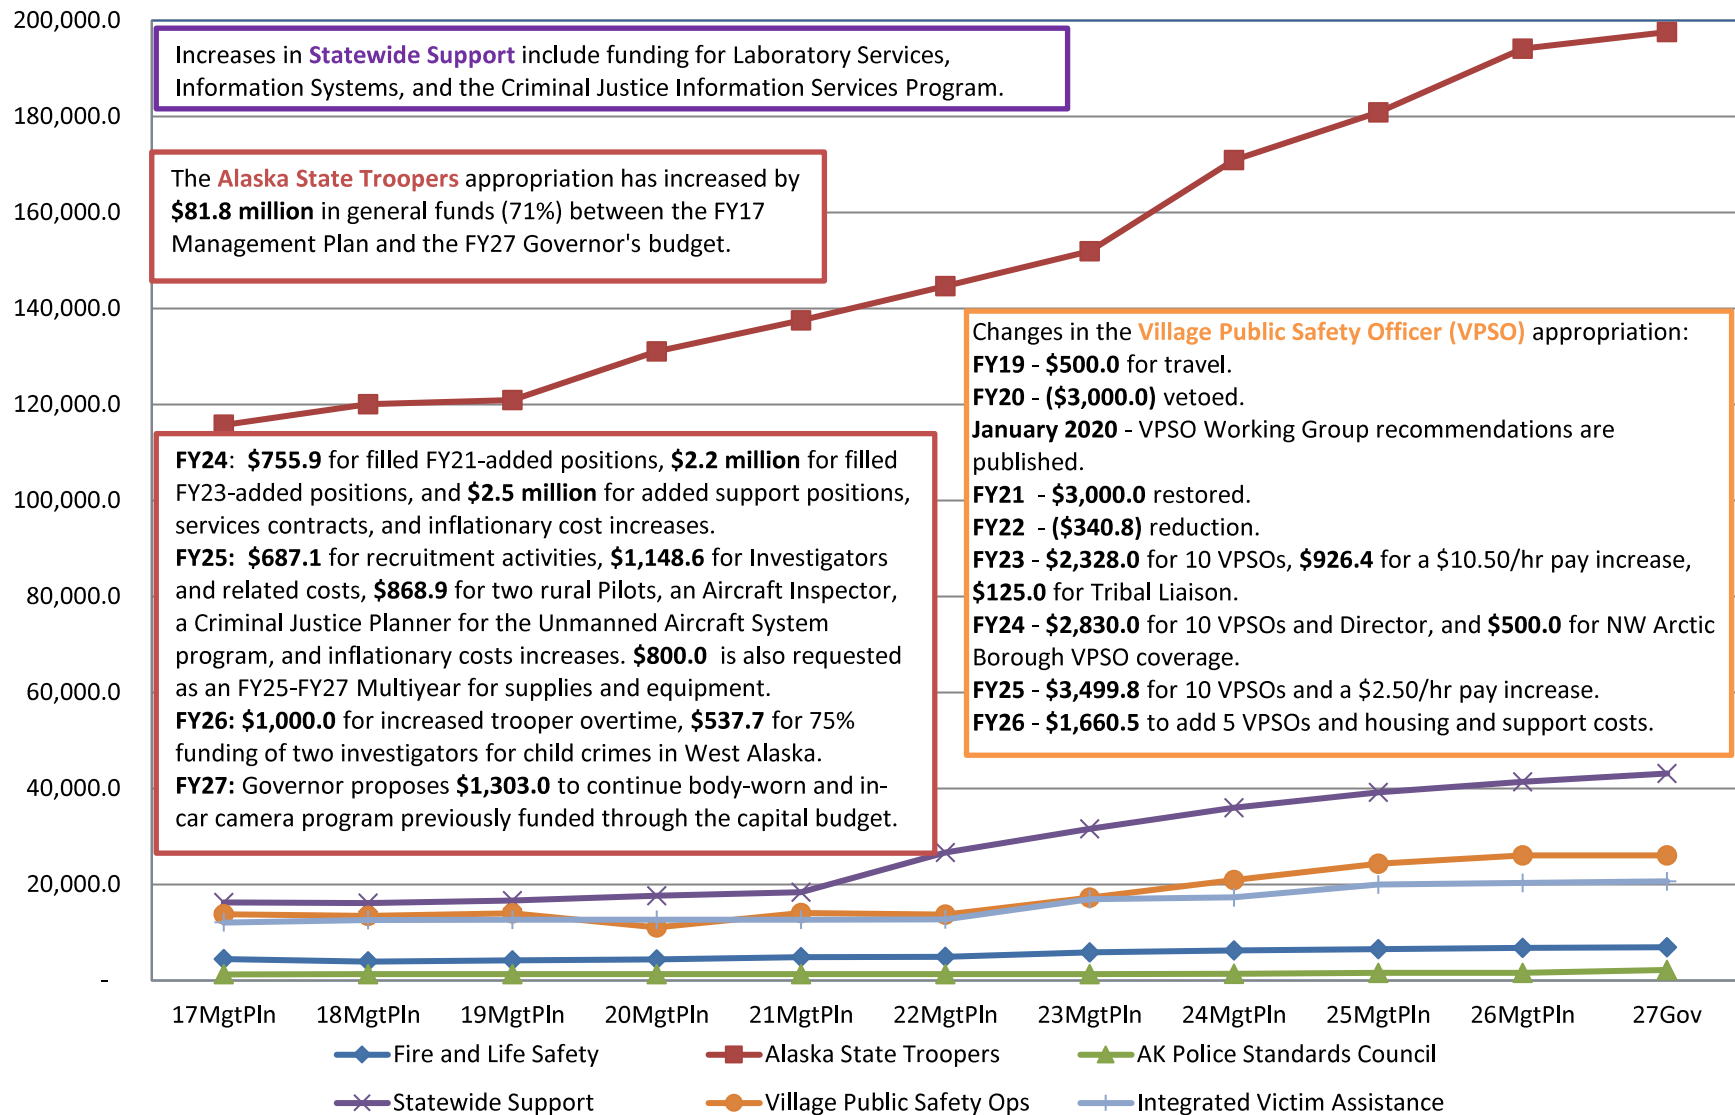 200,000.0
180,000.0
160,000.0
140,000.0
120,000.0
100,000.0
80,000.0
60,000.0
40,000.0
20,000.0
-
Increases in Statewide Support include funding for Laboratory Services,
Information Systems, and the Criminal Justice Information Services Program.
The Alaska State Troopers appropriation has increased by
$81.8 million in general funds (71%) between the FY17
Management Plan and the FY27 Governor's budget.
FY24:  $755.9 for filled FY21-added positions, $2.2 million for filled
FY23-added positions, and $2.5 million for added support positions,
services contracts, and inflationary cost increases.
FY25:  $687.1 for recruitment activities, $1,148.6 for Investigators
and related costs, $868.9 for two rural Pilots, an Aircraft Inspector,
a Criminal Justice Planner for the Unmanned Aircraft System
program, and inflationary costs increases. $800.0  is also requested
as an FY25-FY27 Multiyear for supplies and equipment.
FY26: $1,000.0 for increased trooper overtime, $537.7 for 75%
funding of two investigators for child crimes in West Alaska.
FY27: Governor proposes $1,303.0 to continue body-worn and in-
car camera program previously funded through the capital budget.
Changes in the Village Public Safety Officer (VPSO) appropriation:
FY19 - $500.0 for travel.
FY20 - ($3,000.0) vetoed.
January 2020 - VPSO Working Group recommendations are
published.
FY21  - $3,000.0 restored.
FY22  - ($340.8) reduction.
FY23 - $2,328.0 for 10 VPSOs, $926.4 for a $10.50/hr pay increase,
$125.0 for Tribal Liaison.
FY24 - $2,830.0 for 10 VPSOs and Director, and $500.0 for NW Arctic
Borough VPSO coverage.
FY25 - $3,499.8 for 10 VPSOs and a $2.50/hr pay increase.
FY26 - $1,660.5 to add 5 VPSOs and housing and support costs.
17MgtPln 18MgtPln 19MgtPln 20MgtPln 21MgtPln 22MgtPln 23MgtPln 24MgtPln 25MgtPln 26MgtPln 27Gov
Fire and Life Safety Alaska State Troopers AK Police Standards Council
Statewide Support Village Public Safety Ops Integrated Victim Assistance